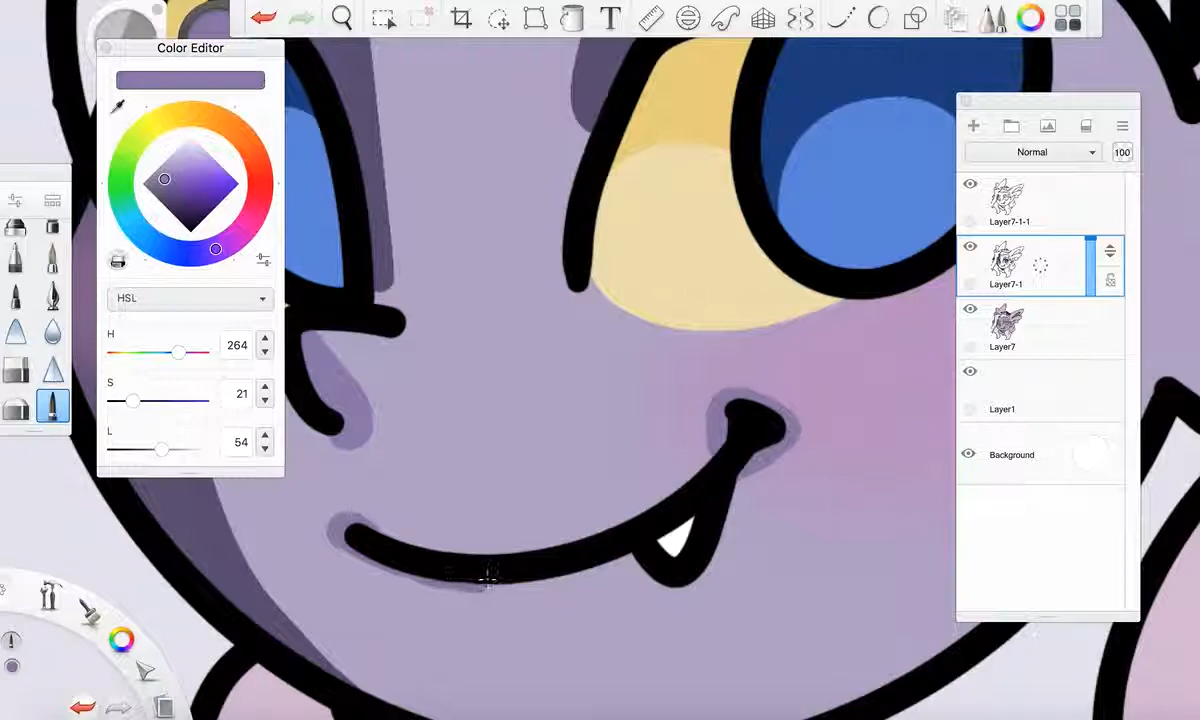 Color Editor
HSL
H
264
S
21
L
54
T
Normal
100
Layer7-1-1
Layer7-1
Layer7
Layer1
Background